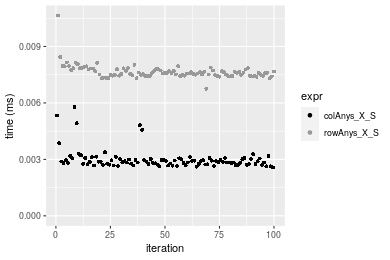 0.009
0.006
0.003
0.000
time (ms)
0
25
50
75
100
iteration
expr
colAnys_X_S
rowAnys_X_S